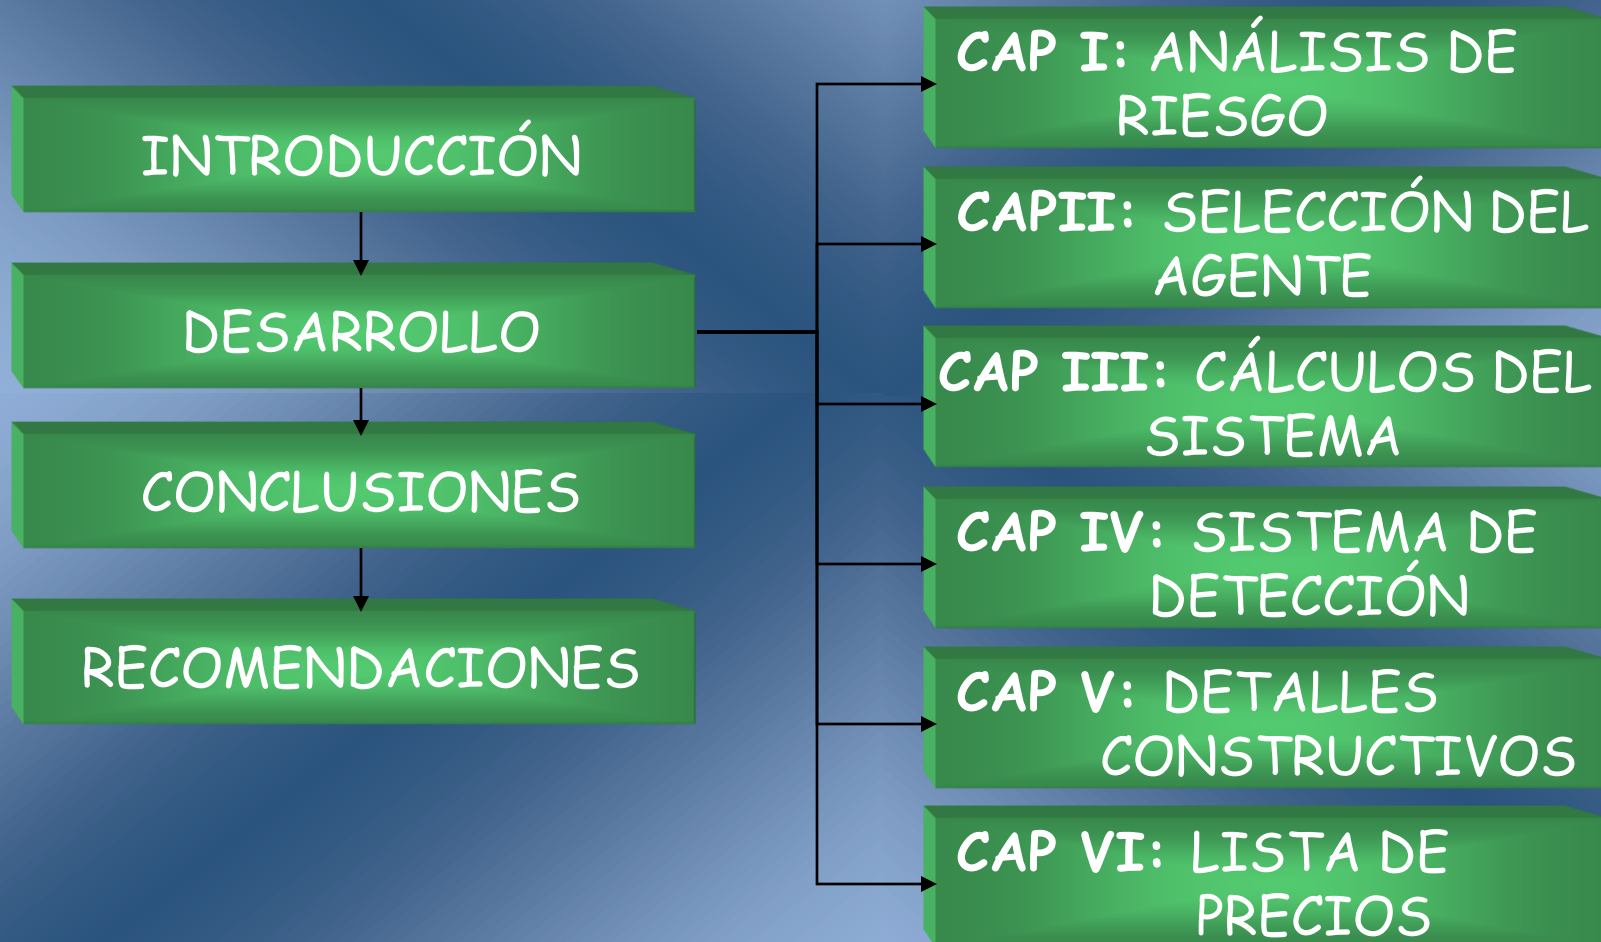 INTRODUCCIÓN
DESARROLLO
CONCLUSIONES
RECOMENDACIONES
CAP I: ANÁLISIS DE
RIESGO
CAPII: SELECCIÓN DEL
AGENTE
CAP III: CÁLCULOS DEL
SISTEMA
CAP IV: SISTEMA DE
DETECCIÓN
CAP V: DETALLES
CONSTRUCTIVOS
CAP VI: LISTA DE
PRECIOS